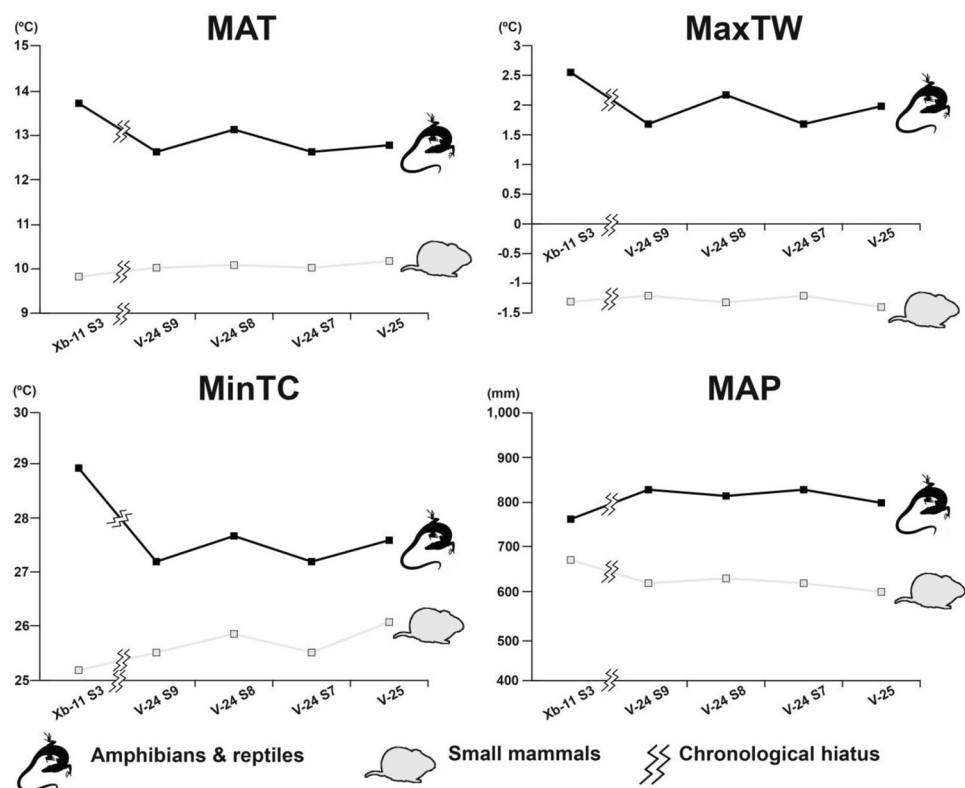 MAT
(ºC)
15
14
13
12
11
10
9
Xb-11 S3
V-24 S9
V-24 S8
V-24 S7
V-25
MaxTW
(ºC)
3
2.5
2
1.5
1
0.5
0
-0.5
-1
-1.5
Xb-11 S3
V-24 S9
V-24 S8
V-24 S7
V-25
MinTC
(ºC)
30
29
28
27
26
25
Xb-11 S3
V-24 S9
V-24 S8
V-24 S7
V-25
MAP
(mm)
1,000
900
800
700
600
500
400
Xb-11 S3
V-24 S9
V-24 S8
V-24 S7
V-25
Amphibians & reptiles
Small mammals
Chronological hiatus